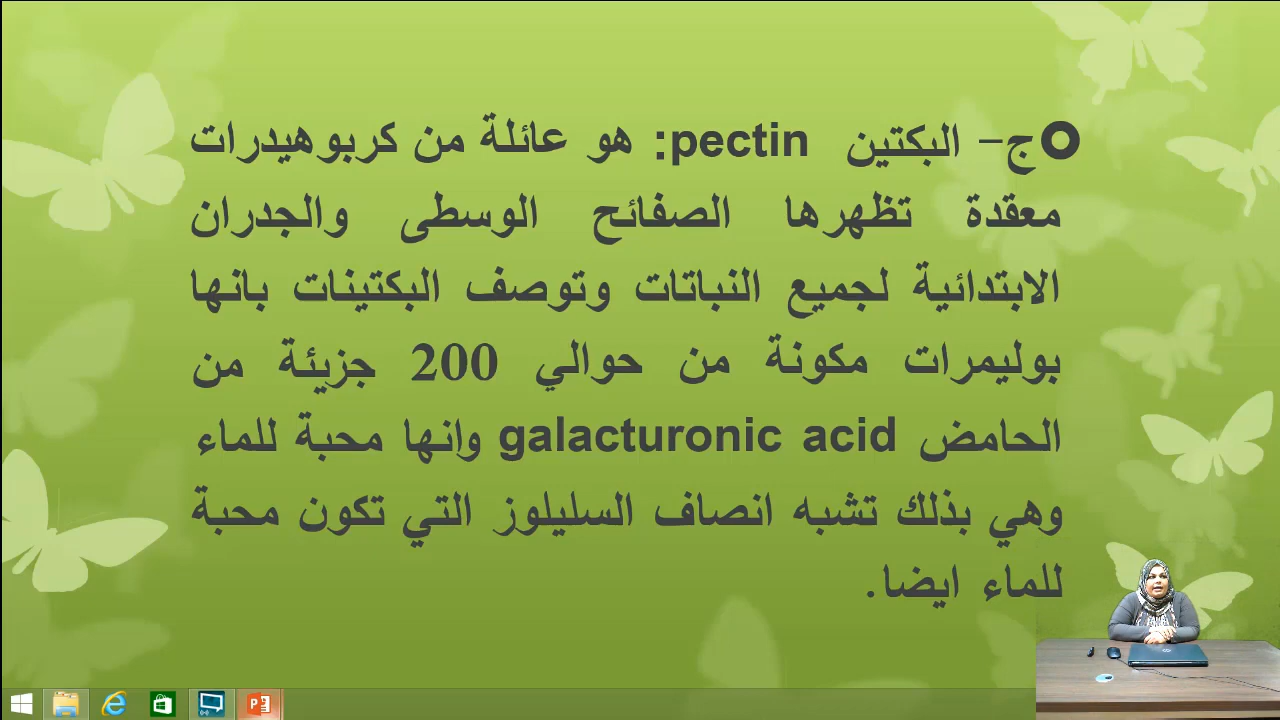 ج- البكتين pectin: هو عائلة من كربوهيدرات
معقدة تظهرها الصفائح الوسطى والجدران
الابتدائية لجميع النباتات وتوصف البكتينات بانها
بوليمرات مكونة من حوالي 200 جزيئة من
الحامض galacturonic acid وانها محبة للماء
وهي بذلك تشبه انصاف السليلوز التي تكون محبة
للماء ايضا.